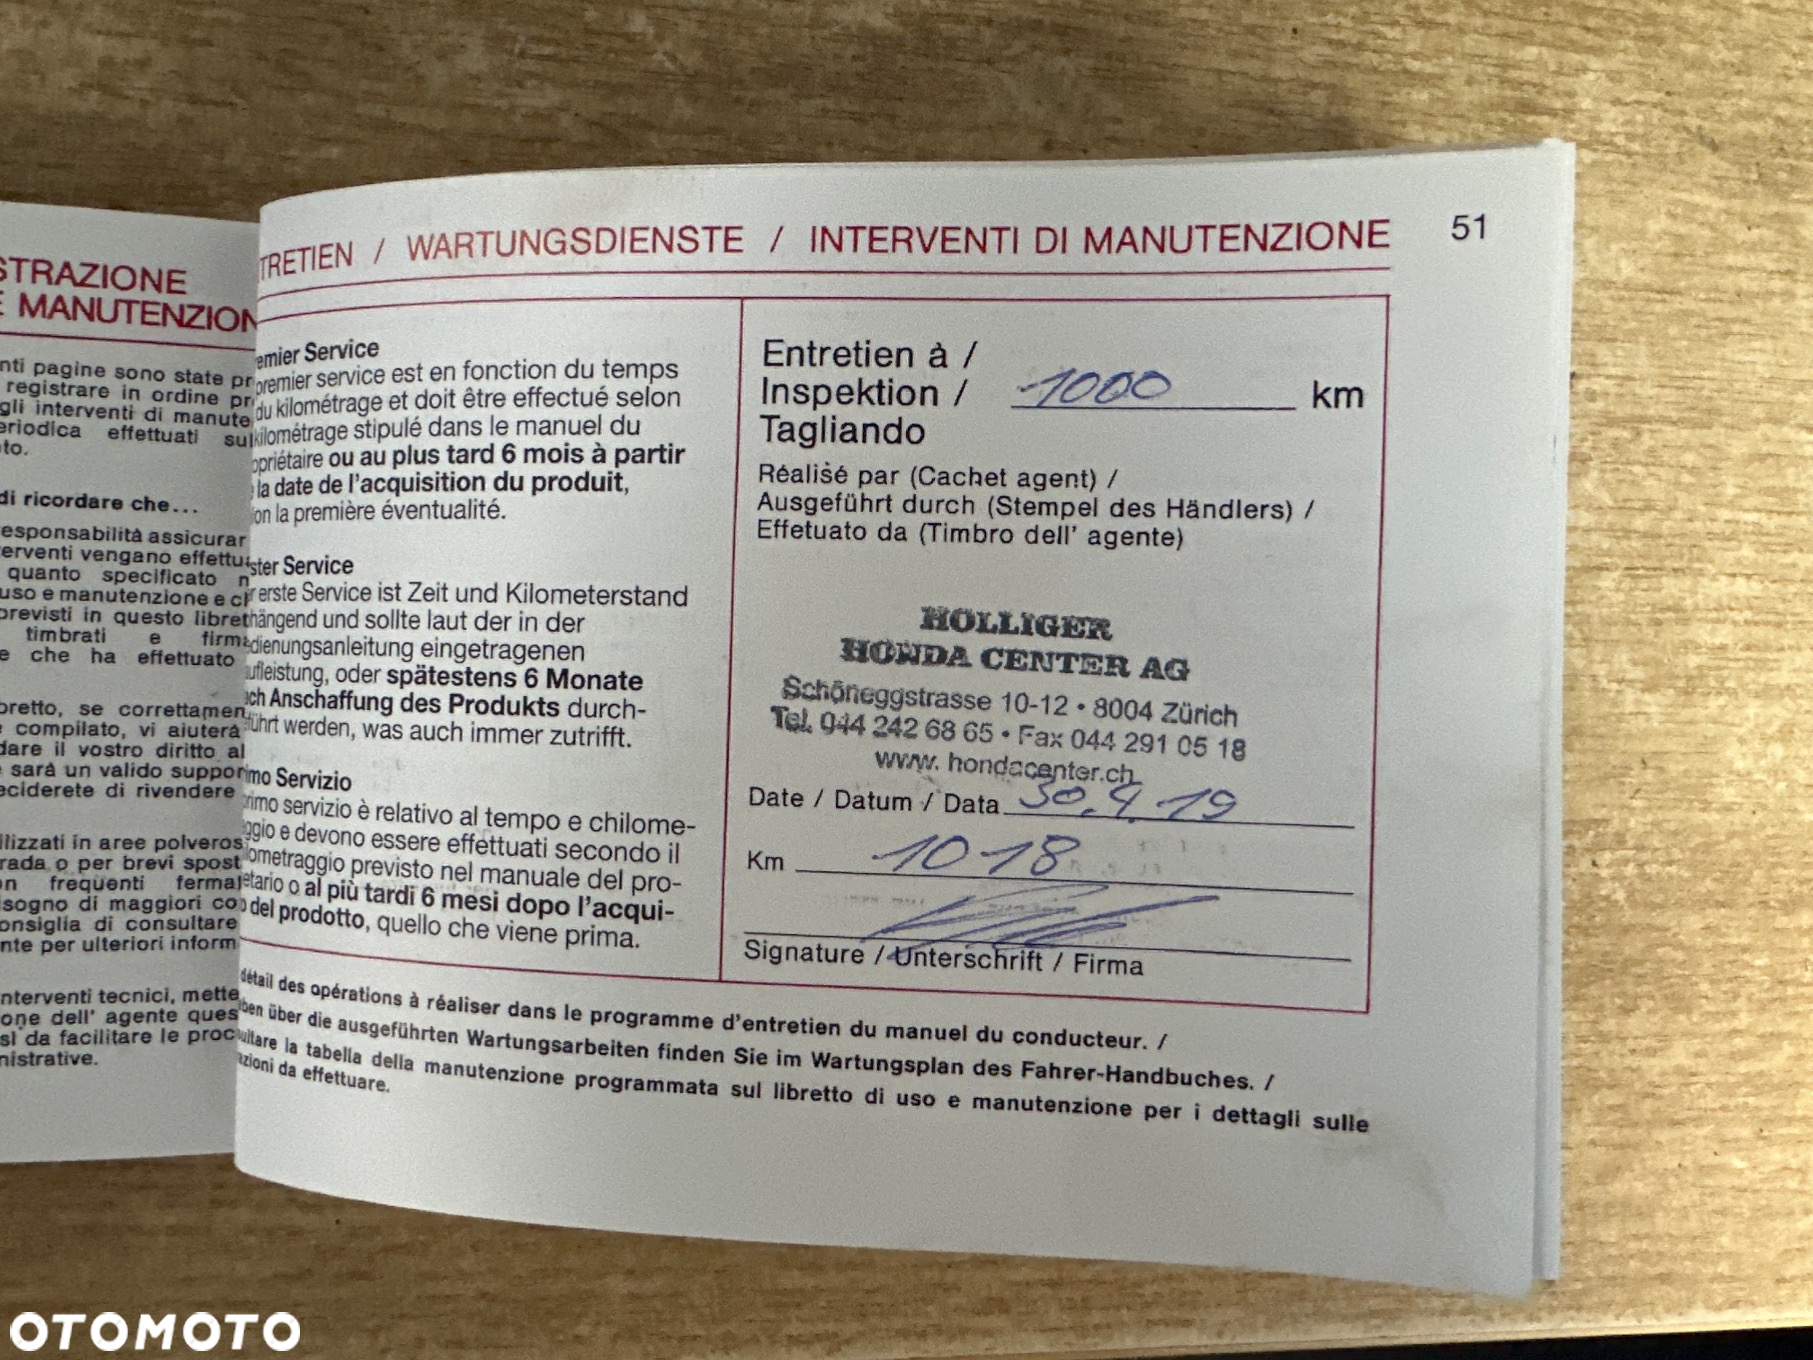 STRAZIONE
E MANUTENZION
nti pagine sono state pr
registrare in ordine pr
gli interventi di manute
eriodica effettuati sul
to.
di ricordare che...
esponsabilità assicurar
erventi vengano effettu
quanto specificato n
uso e manutenzione e ch
previsti in questo libret
timbrati e firma
e che ha effettuato
bretto, se correttamen
compilato, vi aiuterà
dare il vostro diritto al
sarà un valido suppor
eciderete di rivendere
ilizzati in aree polveros
rada o per brevi spost
on frequenti fermat
sogno di maggiori co
onsiglia di consultare
nte per ulteriori inform
nterventi tecnici, mette
one dell' agente ques
sì da facilitare le proc
nistrative.
TRETIEN / WARTUNGSDIENSTE / INTERVENTI DI MANUTENZIONE 51
emier Service
premier service est en fonction du temps
du kilométrage et doit être effectué selon
kilométrage stipulé dans le manuel du
opriétaire ou au plus tard 6 mois à partir
la date de l'acquisition du produit,
on la première éventualité.
ster Service
r erste Service ist Zeit und Kilometerstand
hängend und sollte laut der in der
edienungsanleitung eingetragenen
ufleistung, oder spätestens 6 Monate
ch Anschaffung des Produkts durch-
führt werden, was auch immer zutrifft.
imo Servizio
rimo servizio è relativo al tempo e chilome-
ggio e devono essere effettuati secondo il
ilometraggio previsto nel manuale del pro-
etario o al più tardi 6 mesi dopo l'acqui-
o del prodotto, quello che viene prima.
Entretien à /
Inspektion / 1000 km
Tagliando
Réalisé par (Cachet agent) /
Ausgeführt durch (Stempel des Händlers) /
Effetuato da (Timbro dell' agente)
HOLLIGER
HONDA CENTER AG
Schöneggstrasse 10-12 • 8004 Zürich
Tel. 044 242 68 65 • Fax 044 291 05 18
www.hondacenter.ch
Date / Datum / Data 30.4.19
Km 1018
Signature / Unterschrift / Firma
détail des opérations à réaliser dans le programme d'entretien du manuel du conducteur. /
ben über die ausgeführten Wartungsarbeiten finden Sie im Wartungsplan des Fahrer-Handbuches. /
ultare la tabella della manutenzione programmata sul libretto di uso e manutenzione per i dettagli sulle
azioni da effettuare.
OTOMOTO